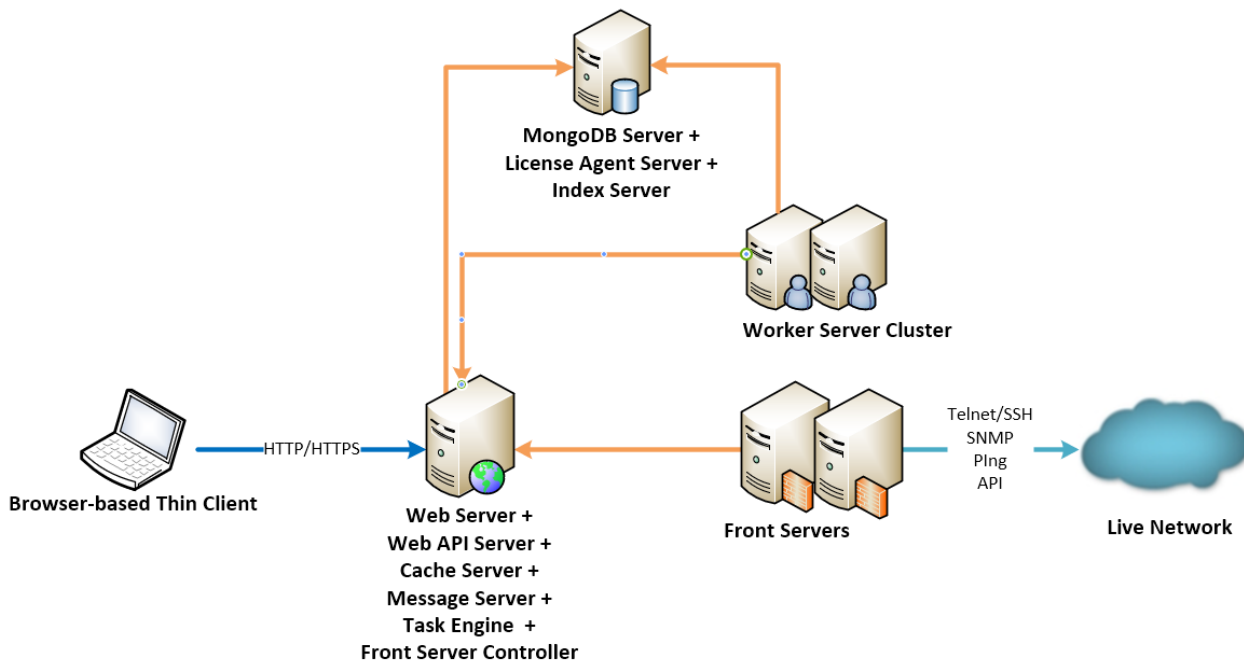 MongoDB Server +
License Agent Server +
Index Server
Worker Server Cluster
HTTP/HTTPS
Browser-based Thin Client
Web Server +
Web API Server +
Cache Server +
Message Server +
Task Engine +
Front Server Controller
Front Servers
Telnet/SSH
SNMP
PIng
API
Live Network